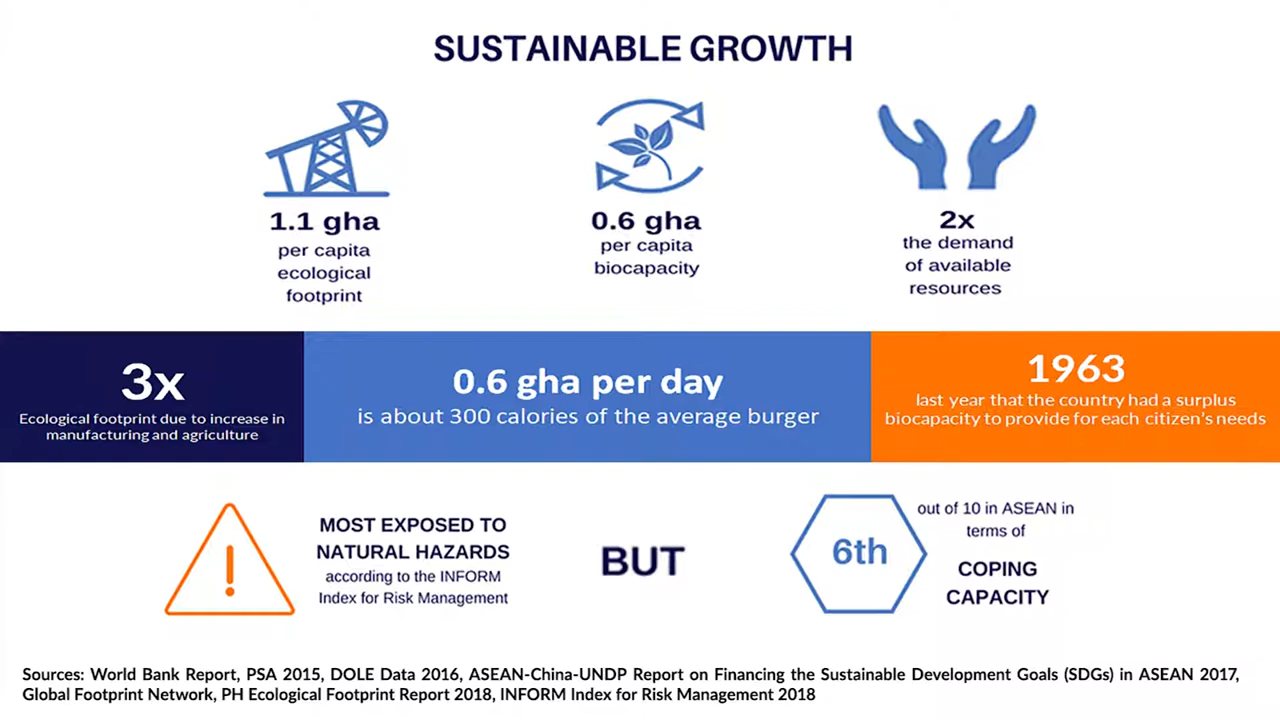 SUSTAINABLE GROWTH
1.1 gha
per capita
ecological
footprint
0.6 gha
per capita
biocapacity
2x
the demand
of available
resources
3x
Ecological footprint due to increase in
manufacturing and agriculture
0.6 gha per day
is about 300 calories of the average burger
1963
last year that the country had a surplus
biocapacity to provide for each citizen's needs
MOST EXPOSED TO
NATURAL HAZARDS
according to the INFORM
Index for Risk Management
BUT
6th
out of 10 in ASEAN in
terms of
COPING
CAPACITY
Sources: World Bank Report, PSA 2015, DOLE Data 2016, ASEAN-China-UNDP Report on Financing the Sustainable Development Goals (SDGs) in ASEAN 2017,
Global Footprint Network, PH Ecological Footprint Report 2018, INFORM Index for Risk Management 2018